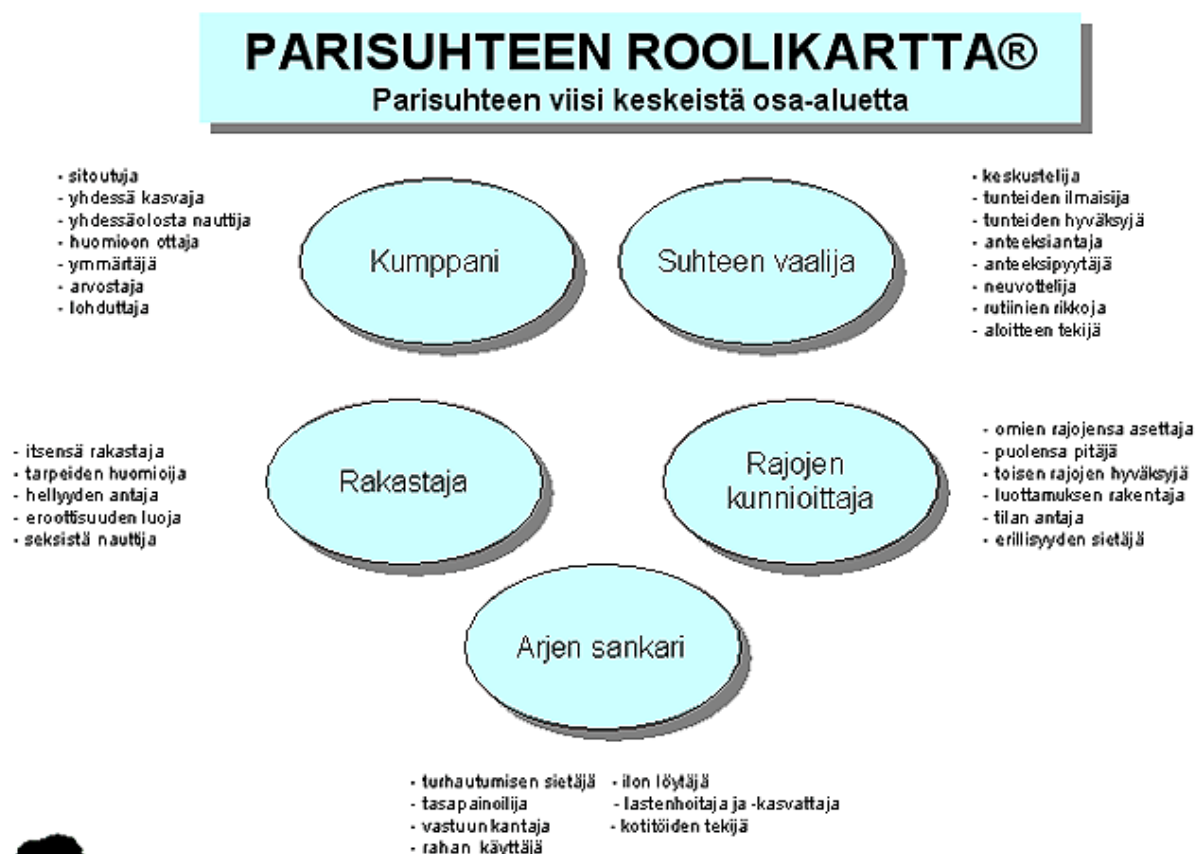 PARISUHTEEN ROOLIKARTTA®
Parisuhteen viisi keskeistä osa-aluetta
- sitoutuja
- yhdessä kasvaja
- yhdessäolosta nauttija
- huomioon ottaja
- ymmärtäjä
- arvostaja
- lohduttaja
Kumppani
Suhteen vaalija
- keskustelija
- tunteiden ilmaisija
- tunteiden hyväksyjä
- anteeksiantaja
- anteeksipyytäjä
- neuvottelija
- rutiinien rikkoja
- aloitteen tekijä
- itsensä rakastaja
- tarpeiden huomioija
- hellyyden antaja
- eroottisuuden luoja
- seksistä nauttija
Rakastaja
Rajojen
kunnioittaja
- omien rajojensa asettaja
- puolensa pitäjä
- toisen rajojen hyväksyjä
- luottamuksen rakentaja
- tilan antaja
- erillisyyden sietäjä
Arjen sankari
- turhautumisen sietäjä
- tasapainoilija
- vastuun kantaja
- rahan käyttäjä
- ilon löytäjä
- lastenhoitaja ja -kasvattaja
- kotitöiden tekijä